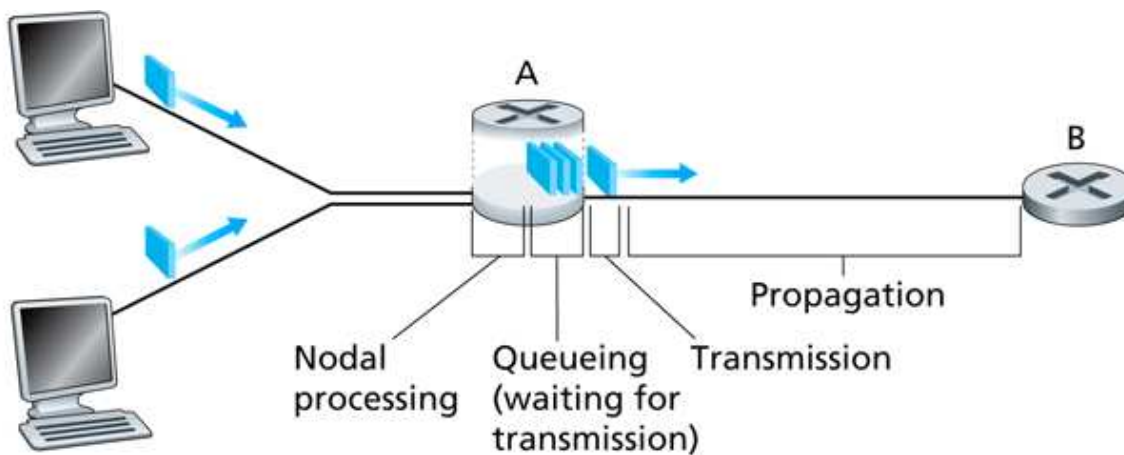 A
B
Propagation
Nodal
processing
Queueing
(waiting for
transmission)
Transmission